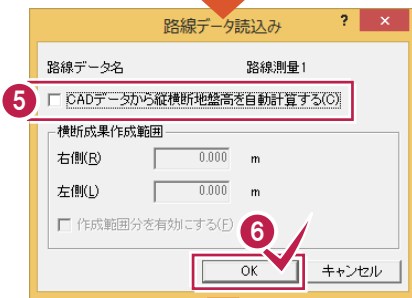 路線データ読込み ? ×
路線データ名 路線測量1
5 CADデータから縦横断地盤高を自動計算する(C)
横断成果作成範囲
右側(R) 0.000 m
左側(L) 0.000 m
作成範囲分を有効にする(F)
6
OK キャンセル